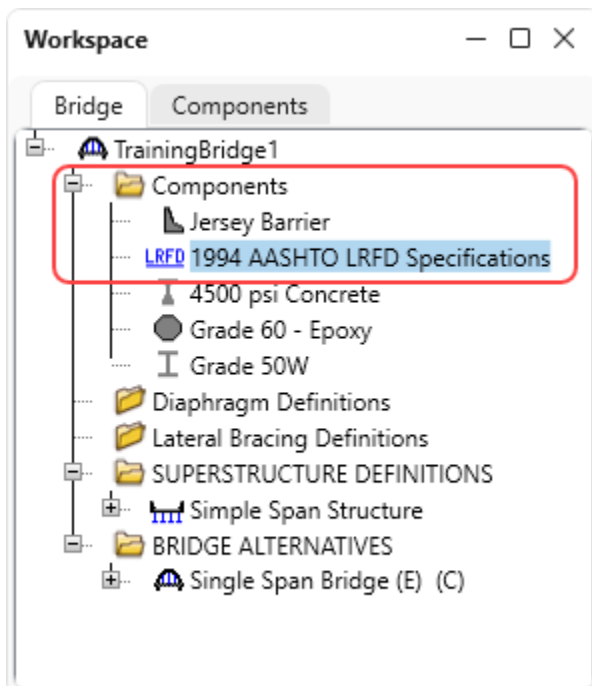 Workspace
Bridge Components
TrainingBridge1
Components
Jersey Barrier
LRFD 1994 AASHTO LRFD Specifications
4500 psi Concrete
Grade 60 - Epoxy
Grade 50W
Diaphragm Definitions
Lateral Bracing Definitions
SUPERSTRUCTURE DEFINITIONS
Simple Span Structure
BRIDGE ALTERNATIVES
Single Span Bridge (E) (C)